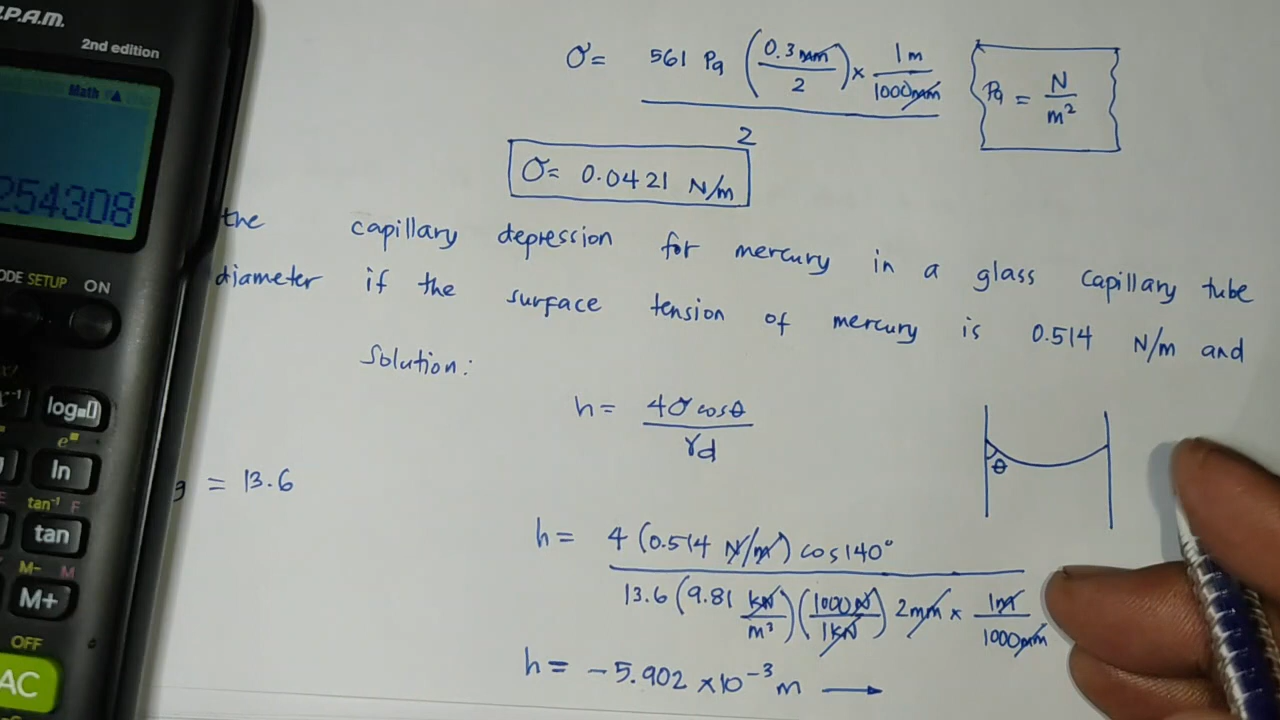 V.P.A.M.
2nd edition
Math ▲
254308
SETUP ON
log
ln
tan⁻¹ F
tan
M- M
M+
OFF
AC
σ = 561 Pa (0.3 mm / 2) × 1 m / 1000 mm
2
Pa = N / m²
σ = 0.0421 N/m
the capillary depression for mercury in a glass capillary tube
diameter if the surface tension of mercury is 0.514 N/m and
Solution:
h = 4σ cosθ / γd
θ
= 13.6
h = 4 (0.514 N/m) cos 140°
13.6 (9.81 kN / m³) (1000 N / 1 kN) 2 mm × 1 m / 1000 mm
h = -5.902 × 10⁻³ m →